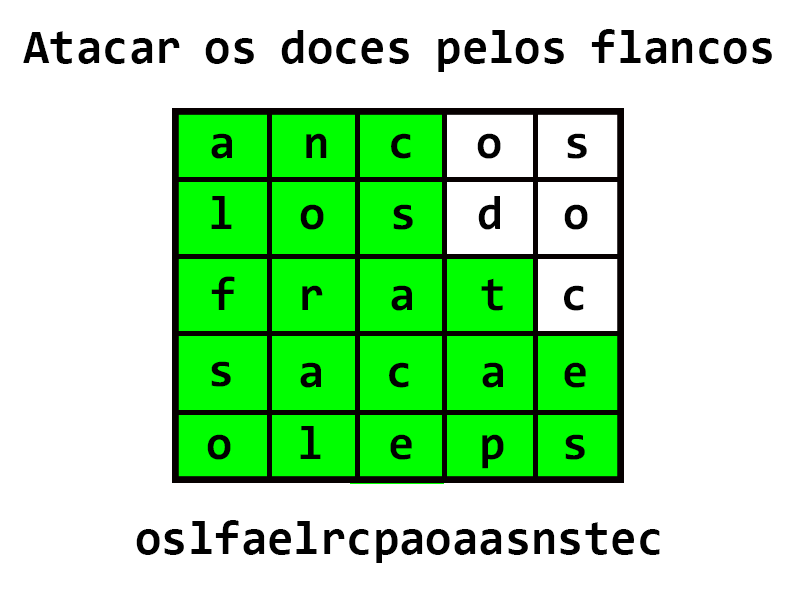 Atacar os doces pelos flancos
a n c o s
l o s d o
f r a t c
s a c a e
o l e p s
oslfaelrcpaoaasnstec